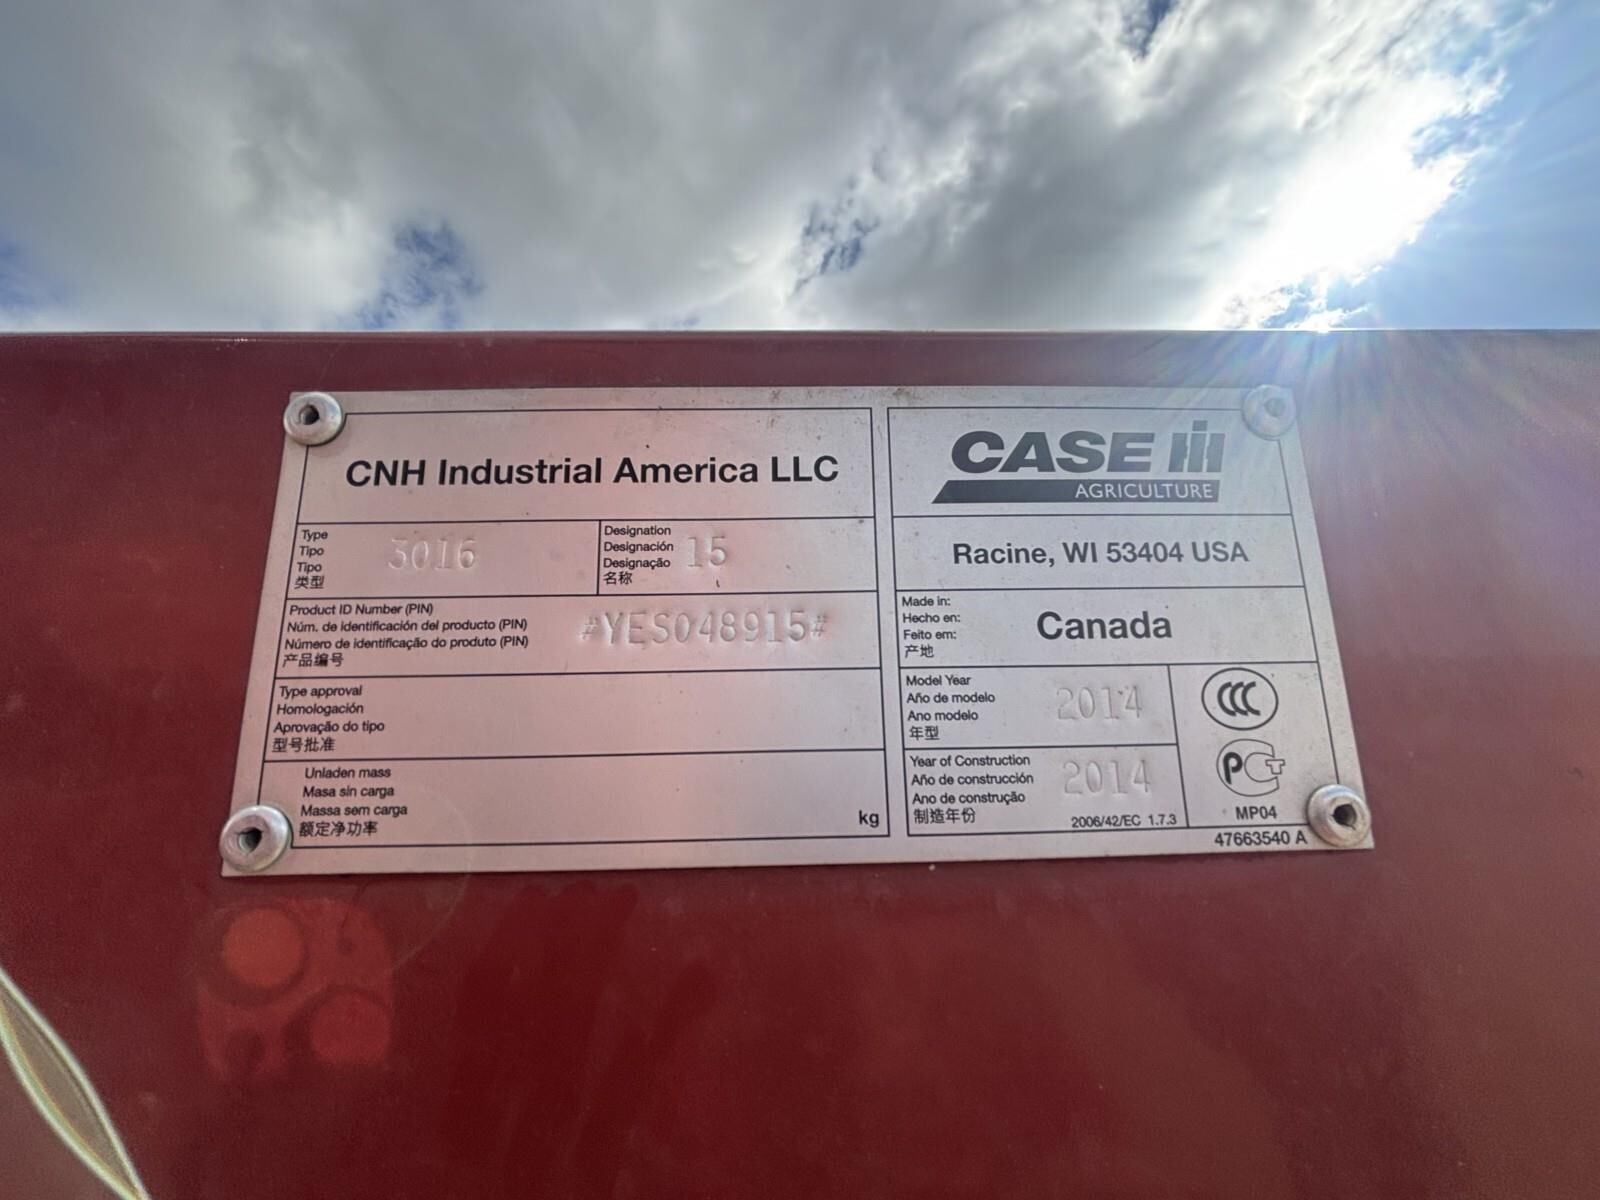 CNH Industrial America LLC
Type
Tipo
Tipo
类型
3016
Designation
Designación
Designação
名称
15
Product ID Number (PIN)
Núm. de identificación del producto (PIN)
Número de identificação do produto (PIN)
产品编号
#YES048915#
Type approval
Homologación
Aprovação do tipo
型号批准
Unladen mass
Masa sin carga
Massa sem carga
额定净功率
kg
CASE IH
AGRICULTURE
Racine, WI 53404 USA
Made in:
Hecho en:
Feito em:
产地
Canada
Model Year
Año de modelo
Ano modelo
年型
2014
Year of Construction
Año de construcción
Ano de construção
制造年份
2014
2006/42/EC 1.7.3
CCC
РСТ
MP04
47663540 A